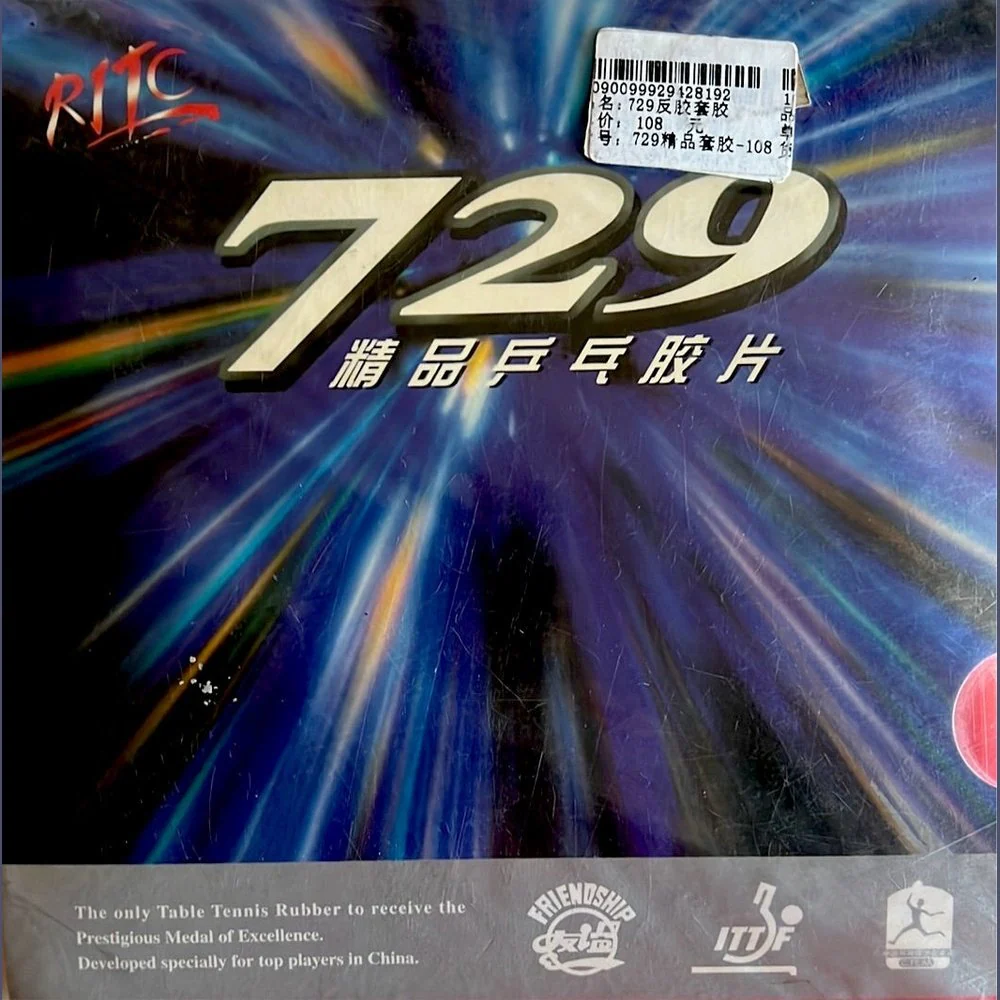 RITC
090099929428192
名: 729反胶套胶
价: 108 元
号: 729精品套胶-108
729
精品乒乓胶片
The only Table Tennis Rubber to receive the
Prestigious Medal of Excellence.
Developed specially for top players in China.
FRIENDSHIP
友谊
ITTF